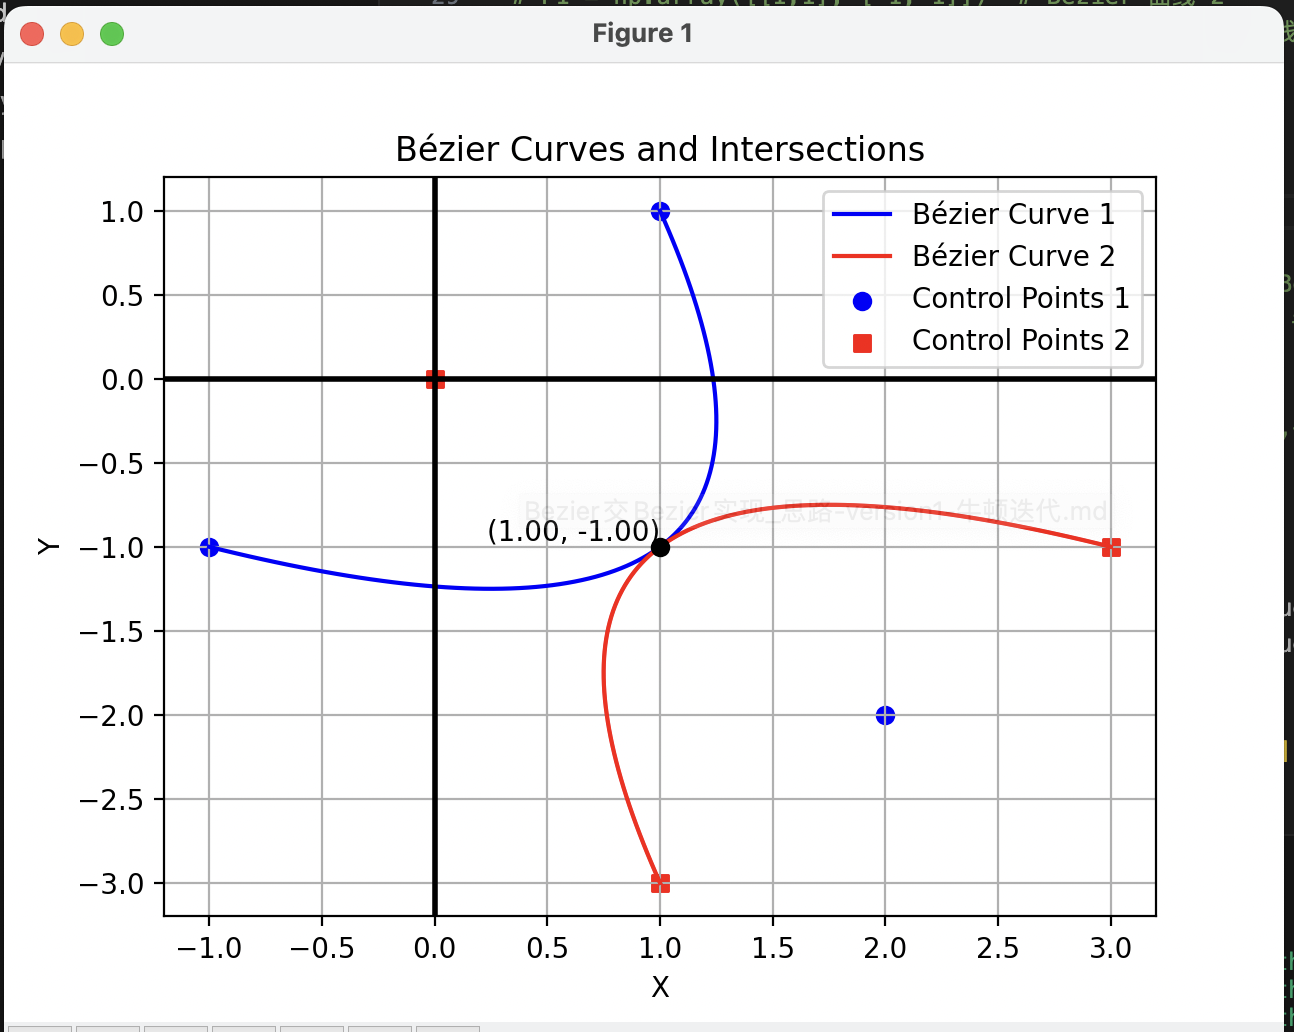 Figure 1
Bézier Curves and Intersections
Bézier Curve 1
Bézier Curve 2
Control Points 1
Control Points 2
1.0
0.5
0.0
−0.5
−1.0
−1.5
−2.0
−2.5
−3.0
Y
Bezier交Bezier实现_思路-version1-牛顿迭代.md
(1.00, -1.00)
−1.0 −0.5 0.0 0.5 1.0 1.5 2.0 2.5 3.0
X